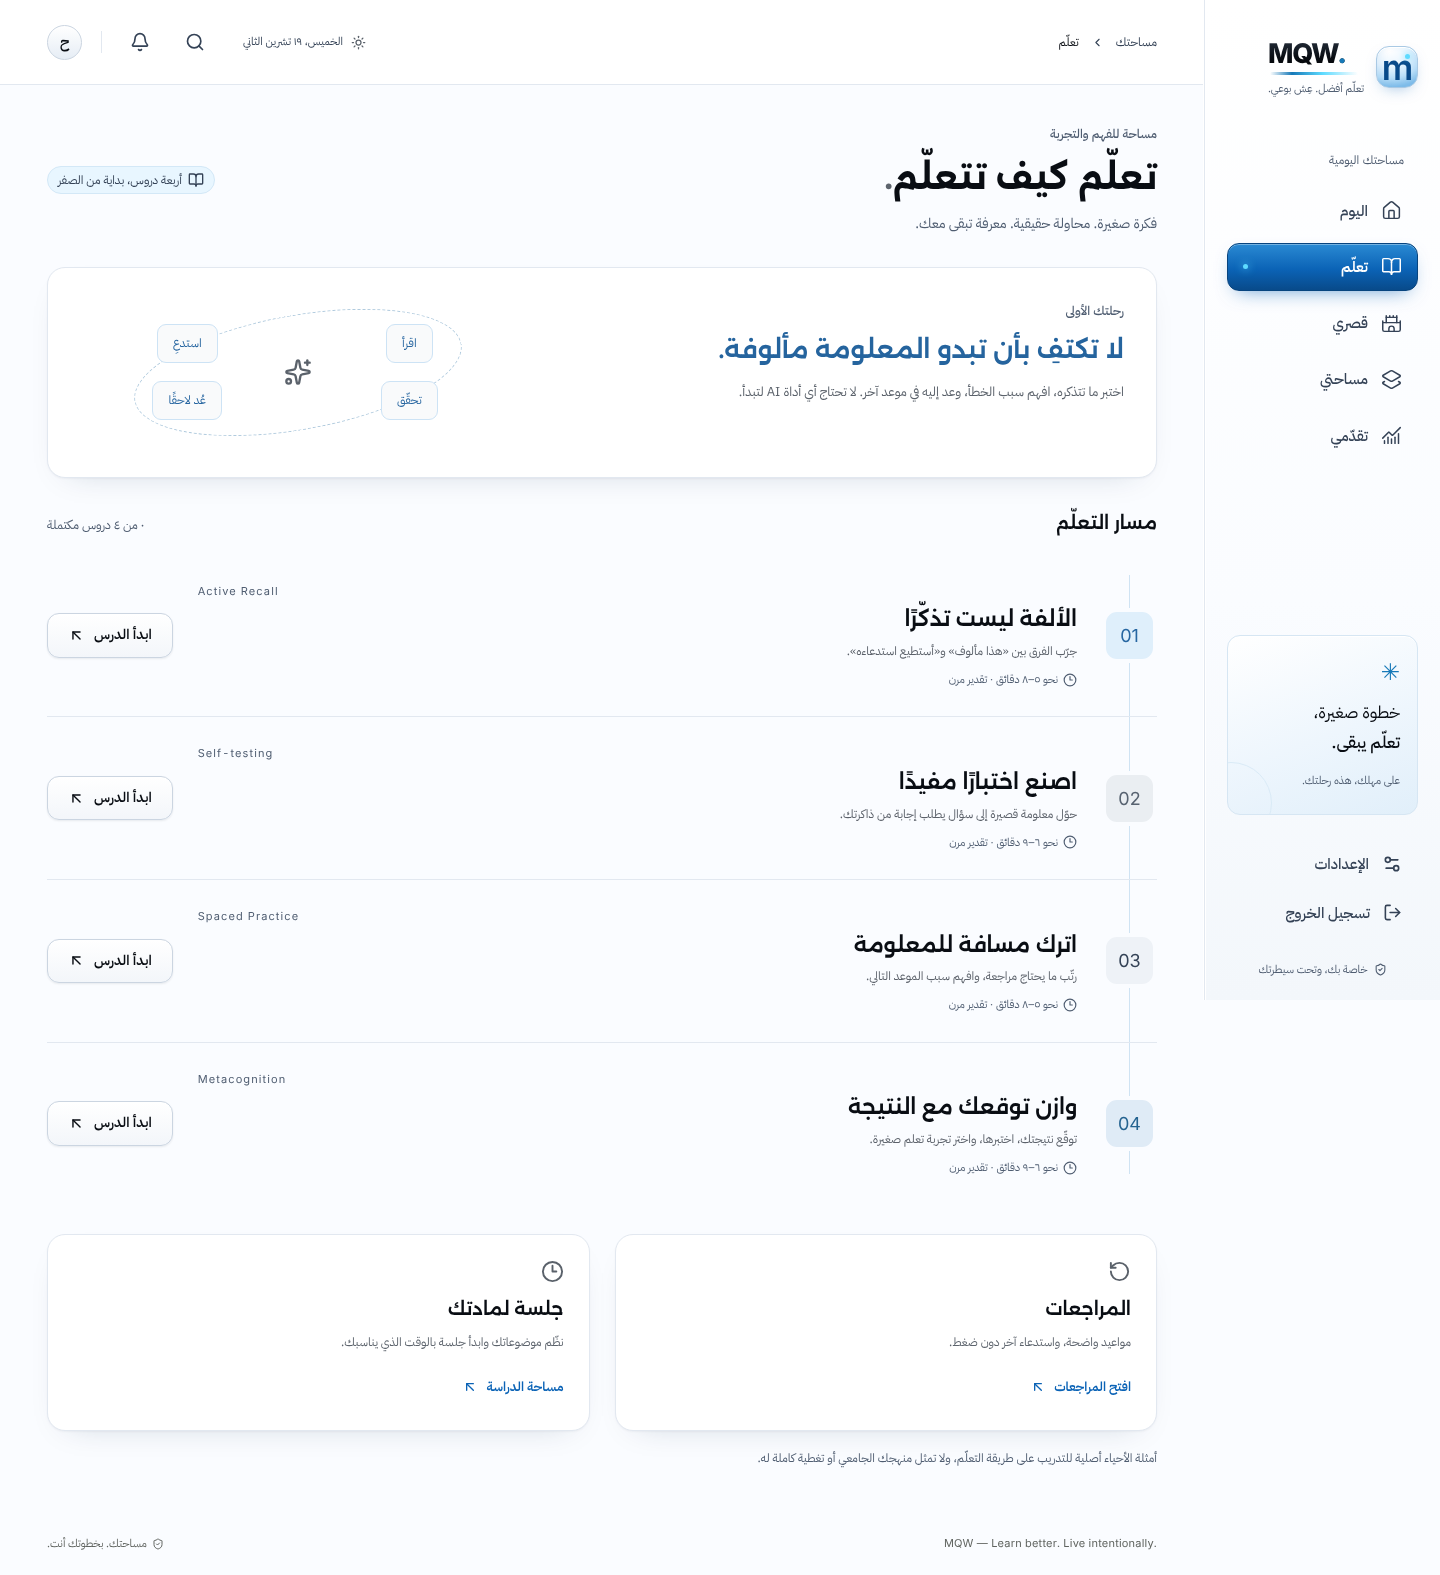 m
MQW.
تعلّم أفضل. عِش بوعي.
مساحتك اليومية
اليوم
تعلّم
قصري
مساحتي
تقدّمي
خطوة صغيرة،
تعلّم يبقى.
على مهلك، هذه رحلتك.
الإعدادات
تسجيل الخروج
خاصة بك، وتحت سيطرتك
مساحتك
تعلّم
الخميس، ١٩ تشرين الثاني
ح
مساحة للفهم والتجربة
تعلّم كيف تتعلّم.
فكرة صغيرة. محاولة حقيقية. معرفة تبقى معك.
أربعة دروس، بداية من الصفر
رحلتك الأولى
لا تكتفِ بأن تبدو المعلومة مألوفة.
اختبر ما تتذكره، افهم سبب الخطأ، وعد إليه في موعد آخر. لا تحتاج أي أداة AI لتبدأ.
اقرأ
استدعِ
تحقّق
عُد لاحقًا
مسار التعلّم
٠ من ٤ دروس مكتملة
01
Active Recall
الألفة ليست تذكّرًا
جرّب الفرق بين «هذا مألوف» و«أستطيع استدعاءه».
نحو ٥–٨ دقائق · تقدير مرن
ابدأ الدرس
02
Self-testing
اصنع اختبارًا مفيدًا
حوّل معلومة قصيرة إلى سؤال يطلب إجابة من ذاكرتك.
نحو ٦–٩ دقائق · تقدير مرن
ابدأ الدرس
03
Spaced Practice
اترك مسافة للمعلومة
رتّب ما يحتاج مراجعة، وافهم سبب الموعد التالي.
نحو ٥–٨ دقائق · تقدير مرن
ابدأ الدرس
04
Metacognition
وازن توقعك مع النتيجة
توقّع نتيجتك، اختبرها، واختر تجربة تعلم صغيرة.
نحو ٦–٩ دقائق · تقدير مرن
ابدأ الدرس
المراجعات
مواعيد واضحة، واستدعاء آخر دون ضغط.
افتح المراجعات
جلسة لمادتك
نظّم موضوعاتك وابدأ جلسة بالوقت الذي يناسبك.
مساحة الدراسة
أمثلة الأحياء أصلية للتدريب على طريقة التعلّم، ولا تمثل منهجك الجامعي أو تغطية كاملة له.
MQW — Learn better. Live intentionally.
مساحتك. بخطوتك أنت.